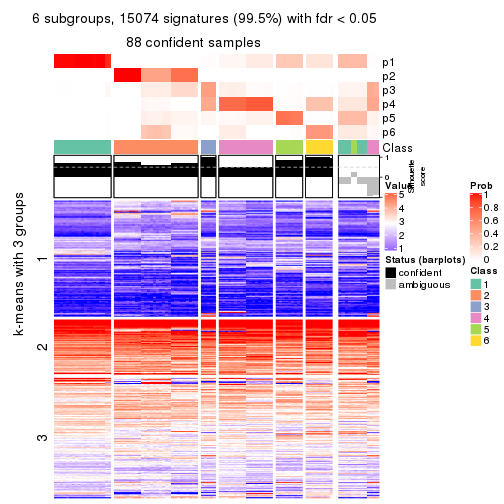 6 subgroups, 15074 signatures (99.5%) with fdr < 0.05
88 confident samples
p1
p2
p3
p4
p5
p6
Class
1
0
Silhouette
score
k-means with 3 groups
1
2
3
Value
5
4
3
2
1
Status (barplots)
confident
ambiguous
Prob
1
0.8
0.6
0.4
0.2
0
Class
1
2
3
4
5
6